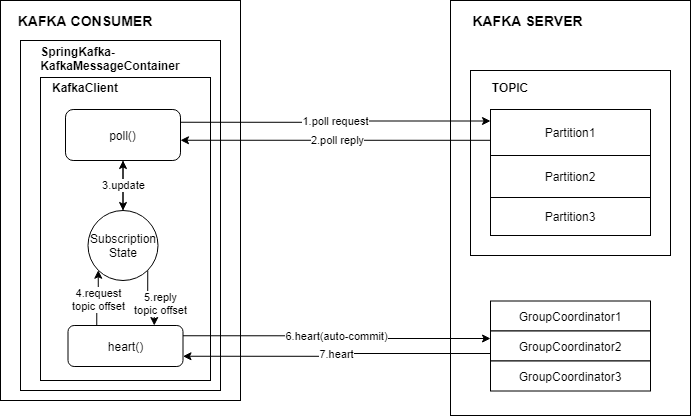 KAFKA CONSUMER
SpringKafka-
KafkaMessageContainer
KafkaClient
poll()
3.update
Subscription
State
4.request
topic offset
5.reply
topic offset
heart()
1.poll request
2.poll reply
6.heart(auto-commit)
7.heart
KAFKA SERVER
TOPIC
Partition1
Partition2
Partition3
GroupCoordinator1
GroupCoordinator2
GroupCoordinator3